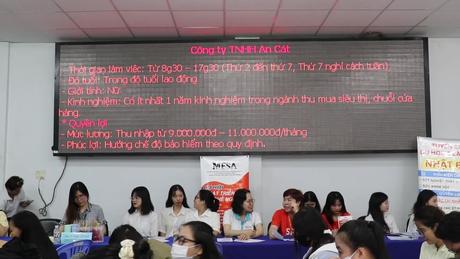 Công ty TNHH An Cát
- Thời gian làm việc: Từ 8g30 – 17g30 (Thứ 2 đến thứ 7, Thứ 7 nghỉ cách tuần)
- Độ tuổi: Trong độ tuổi lao động
- Giới tính: Nữ
- Kinh nghiệm: Có ít nhất 1 năm kinh nghiệm trong ngành thu mua siêu thị, chuỗi cửa
hàng.
* Quyền lợi
- Mức lương: Thu nhập từ 9.000.000đ – 11.000.000đ/tháng
- Phúc lợi: Hưởng chế độ bảo hiểm theo quy định.
MESA
NHẬT